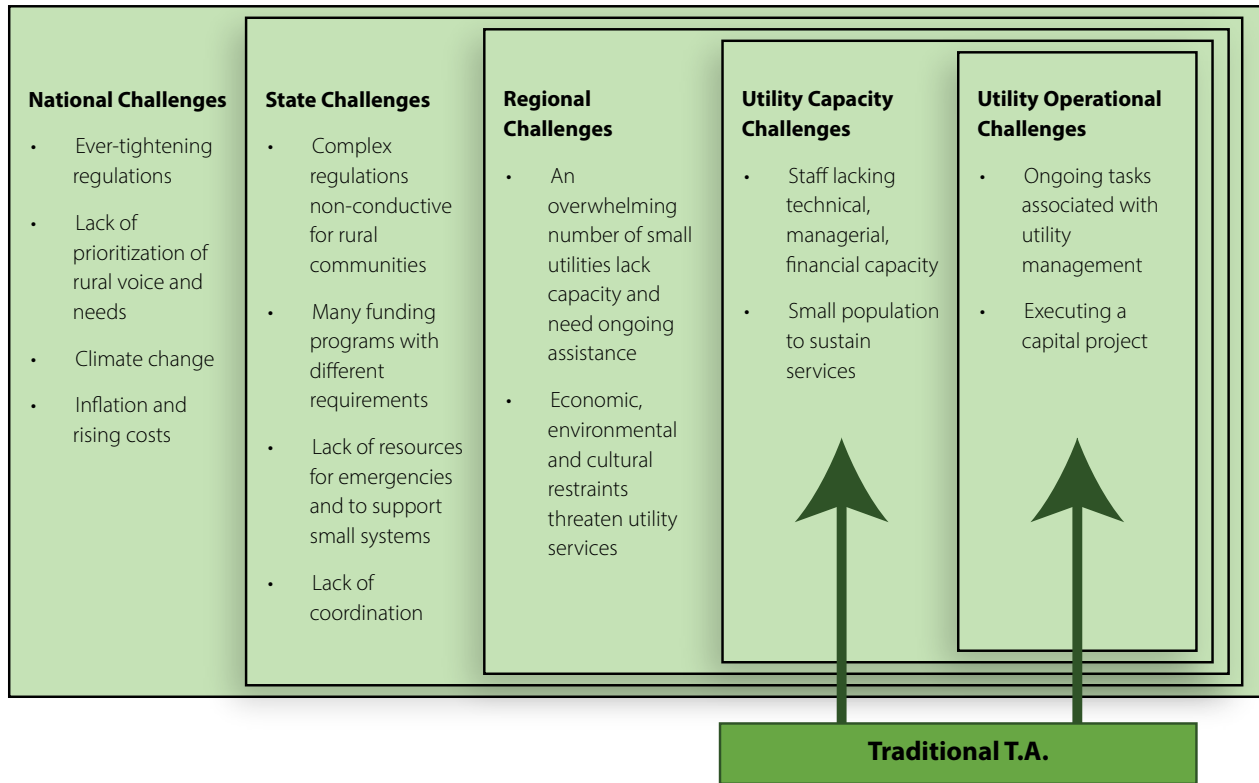 National Challenges
• Ever-tightening
regulations
• Lack of
prioritization of
rural voice and
needs
• Climate change
• Inflation and
rising costs
State Challenges
• Complex
regulations
non-conductive
for rural
communities
• Many funding
programs with
different
requirements
• Lack of resources
for emergencies
and to support
small systems
• Lack of
coordination
Regional
Challenges
• An
overwhelming
number of small
utilities lack
capacity and
need ongoing
assistance
• Economic,
environmental
and cultural
restraints
threaten utility
services
Utility Capacity
Challenges
• Staff lacking
technical,
managerial,
financial capacity
• Small population
to sustain
services
Utility Operational
Challenges
• Ongoing tasks
associated with
utility
management
• Executing a
capital project
Traditional T.A.